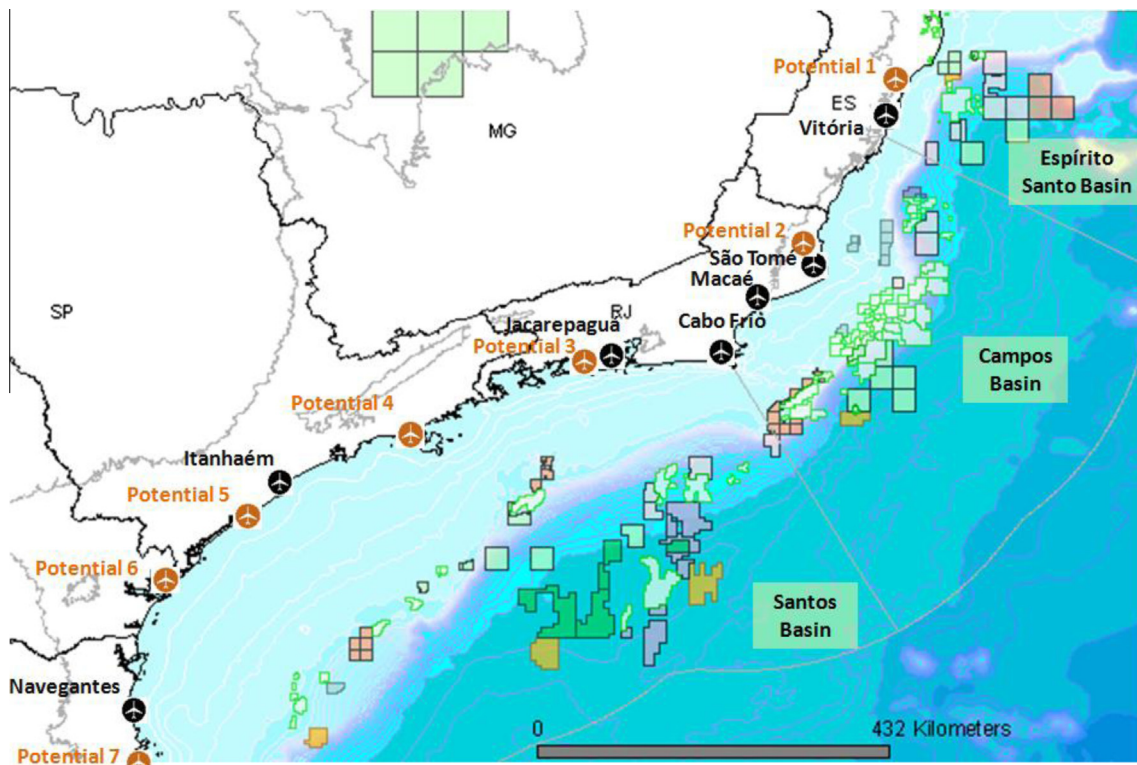 Potential 1
ES
Vitória
MG
Espírito
Santo Basin
Potential 2
São Tomé
Macaé
SP
RJ
Jacarepaguá
Cabo Frio
Potential 3
Campos
Basin
Potential 4
Itanhaém
Potential 5
Potential 6
Santos
Basin
Navegantes
0
432 Kilometers
Potential 7